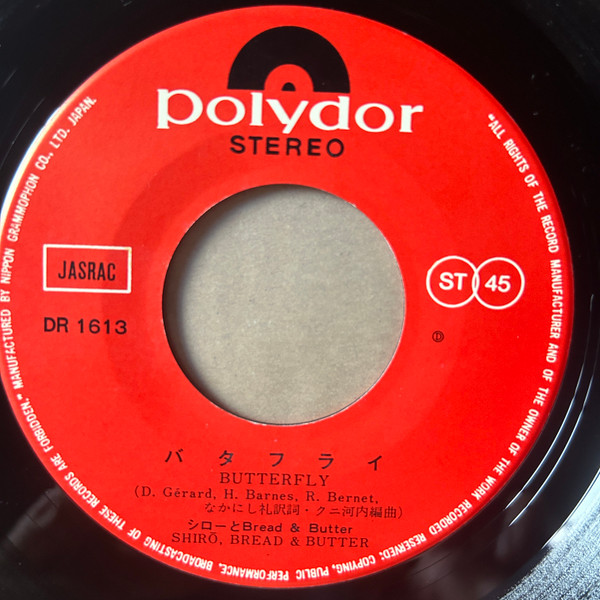 polydor
STEREO
JASRAC
DR 1613
ST 45
Ⓓ
バタフライ
BUTTERFLY
(D. Gérard, H. Barnes, R. Bernet,
なかにし礼訳詞・クニ河内編曲)
シローとBread & Butter
SHIRŌ, BREAD & BUTTER
"ALL RIGHTS OF THE RECORD MANUFACTURER AND OF THE OWNER OF THE WORK RECORDED RESERVED. COPYING, PUBLIC PERFORMANCE, BROADCASTING OF THESE RECORDS ARE FORBIDDEN." MANUFACTURED BY NIPPON GRAMMOPHON CO., LTD. JAPAN.